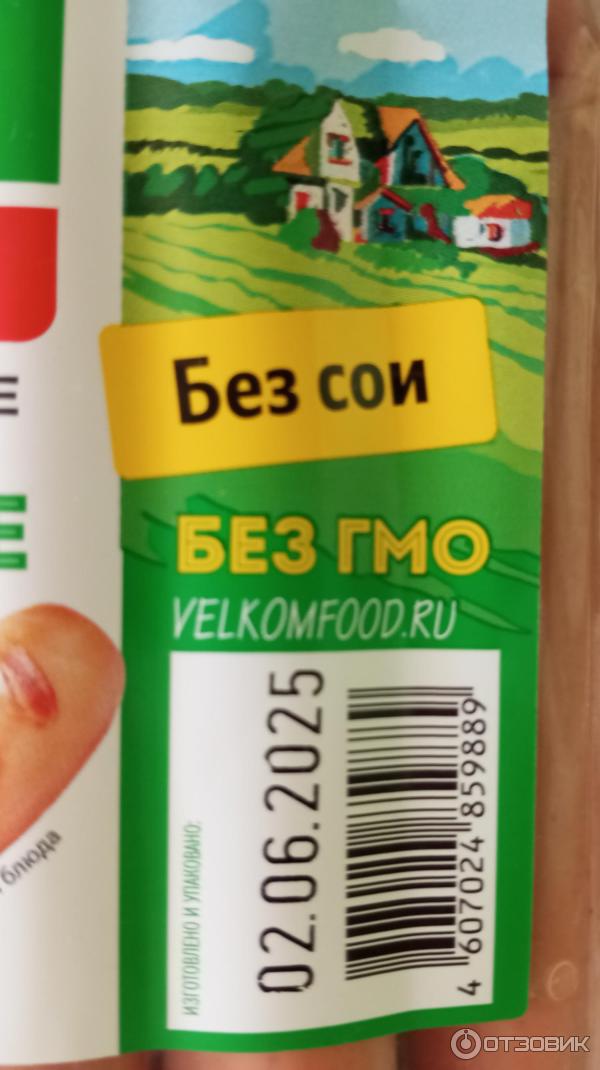 Е
Е
блюда
Без сои
БЕЗ ГМО
VELKOMFOOD.RU
ИЗГОТОВЛЕНО И УПАКОВАНО:
02.06.2025
4 607024 859889
ОТЗОВИК